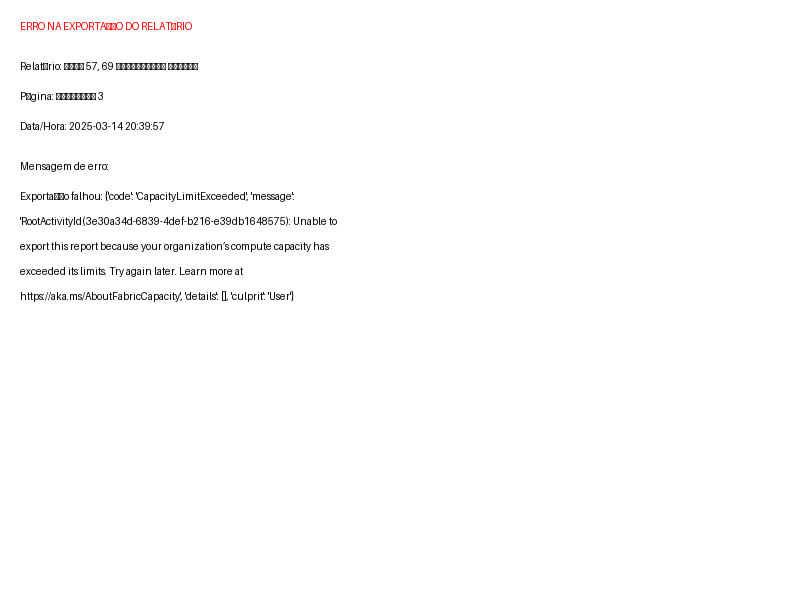 ERRO NA EXPORTA▯▯O DO RELAT▯RIO
Relat▯rio: ▯▯▯▯ 57, 69 ▯▯▯▯▯▯▯▯▯▯ ▯▯▯▯▯▯
P▯gina: ▯▯▯▯▯▯▯▯ 3
Data/Hora: 2025-03-14 20:39:57
Mensagem de erro:
Exporta▯▯o falhou: {'code': 'CapacityLimitExceeded', 'message':
'RootActivityId(3e30a34d-6839-4def-b216-e39db1648575): Unable to
export this report because your organization’s compute capacity has
exceeded its limits. Try again later. Learn more at
https://aka.ms/AboutFabricCapacity', 'details': [], 'culprit': 'User'}